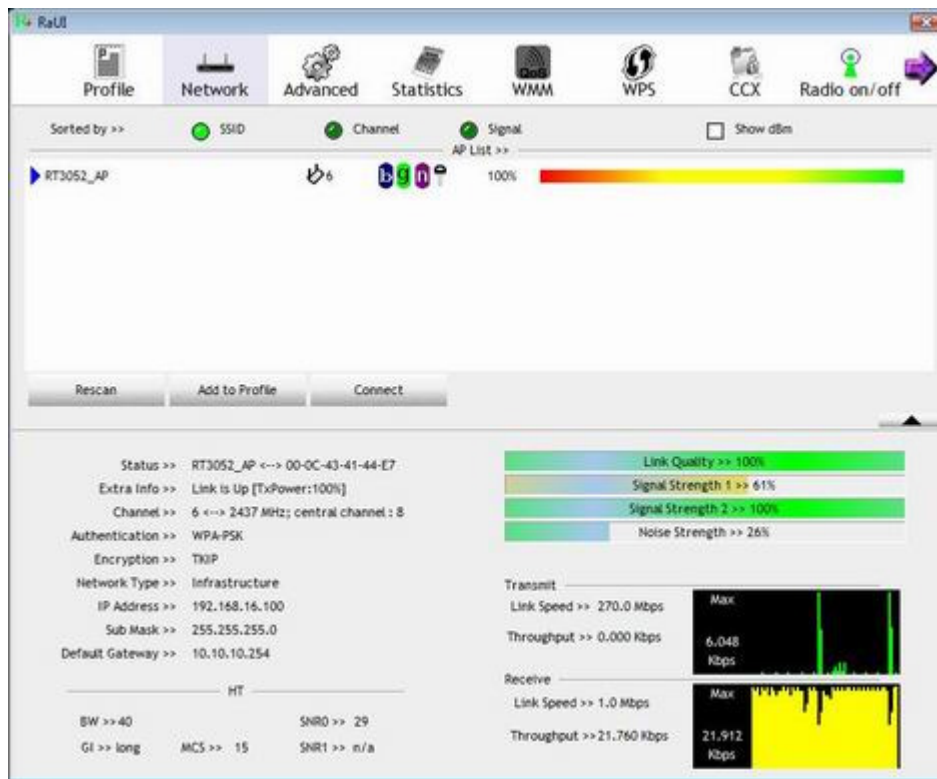 RaUI
Profile Network Advanced Statistics WMM WPS CCX Radio on/off
QoS
Sorted by >> SSID Channel Signal Show dBm
AP List >>
RT3052_AP 6 b g n 100%
Rescan Add to Profile Connect
Status >> RT3052_AP <--> 00-0C-43-41-44-E7
Extra Info >> Link is Up [TxPower:100%]
Channel >> 6 <--> 2437 MHz; central channel : 8
Authentication >> WPA-PSK
Encryption >> TKIP
Network Type >> Infrastructure
IP Address >> 192.168.16.100
Sub Mask >> 255.255.255.0
Default Gateway >> 10.10.10.254
HT
BW >> 40 SNR0 >> 29
GI >> long MCS >> 15 SNR1 >> n/a
Link Quality >> 100%
Signal Strength 1 >> 61%
Signal Strength 2 >> 100%
Noise Strength >> 26%
Transmit
Link Speed >> 270.0 Mbps
Throughput >> 0.000 Kbps
Max
6.048
Kbps
Receive
Link Speed >> 1.0 Mbps
Throughput >> 21.760 Kbps
Max
21.912
Kbps